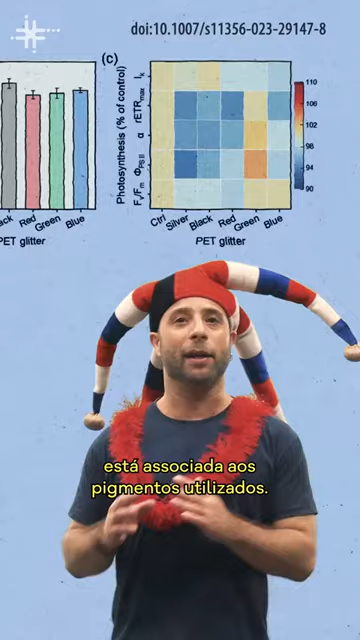 doi:10.1007/s11356-023-29147-8
(c)
Photosynthesis (% of control)
Fᵥ/Fₘ Φₚₛ II α rETRₘₐₓ Iₖ
110
106
102
98
94
90
Red Green Blue
PET glitter
Ctrl Silver Black Red Green Blue
PET glitter
está associada aos
pigmentos utilizados.